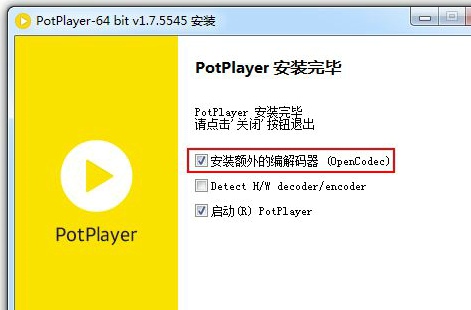 PotPlayer-64 bit v1.7.5545 安装
PotPlayer 安装完毕
PotPlayer 安装完毕
请点击'关闭'按钮退出
安装额外的编解码器 (OpenCodec)
Detect H/W decoder/encoder
启动(R) PotPlayer
PotPlayer